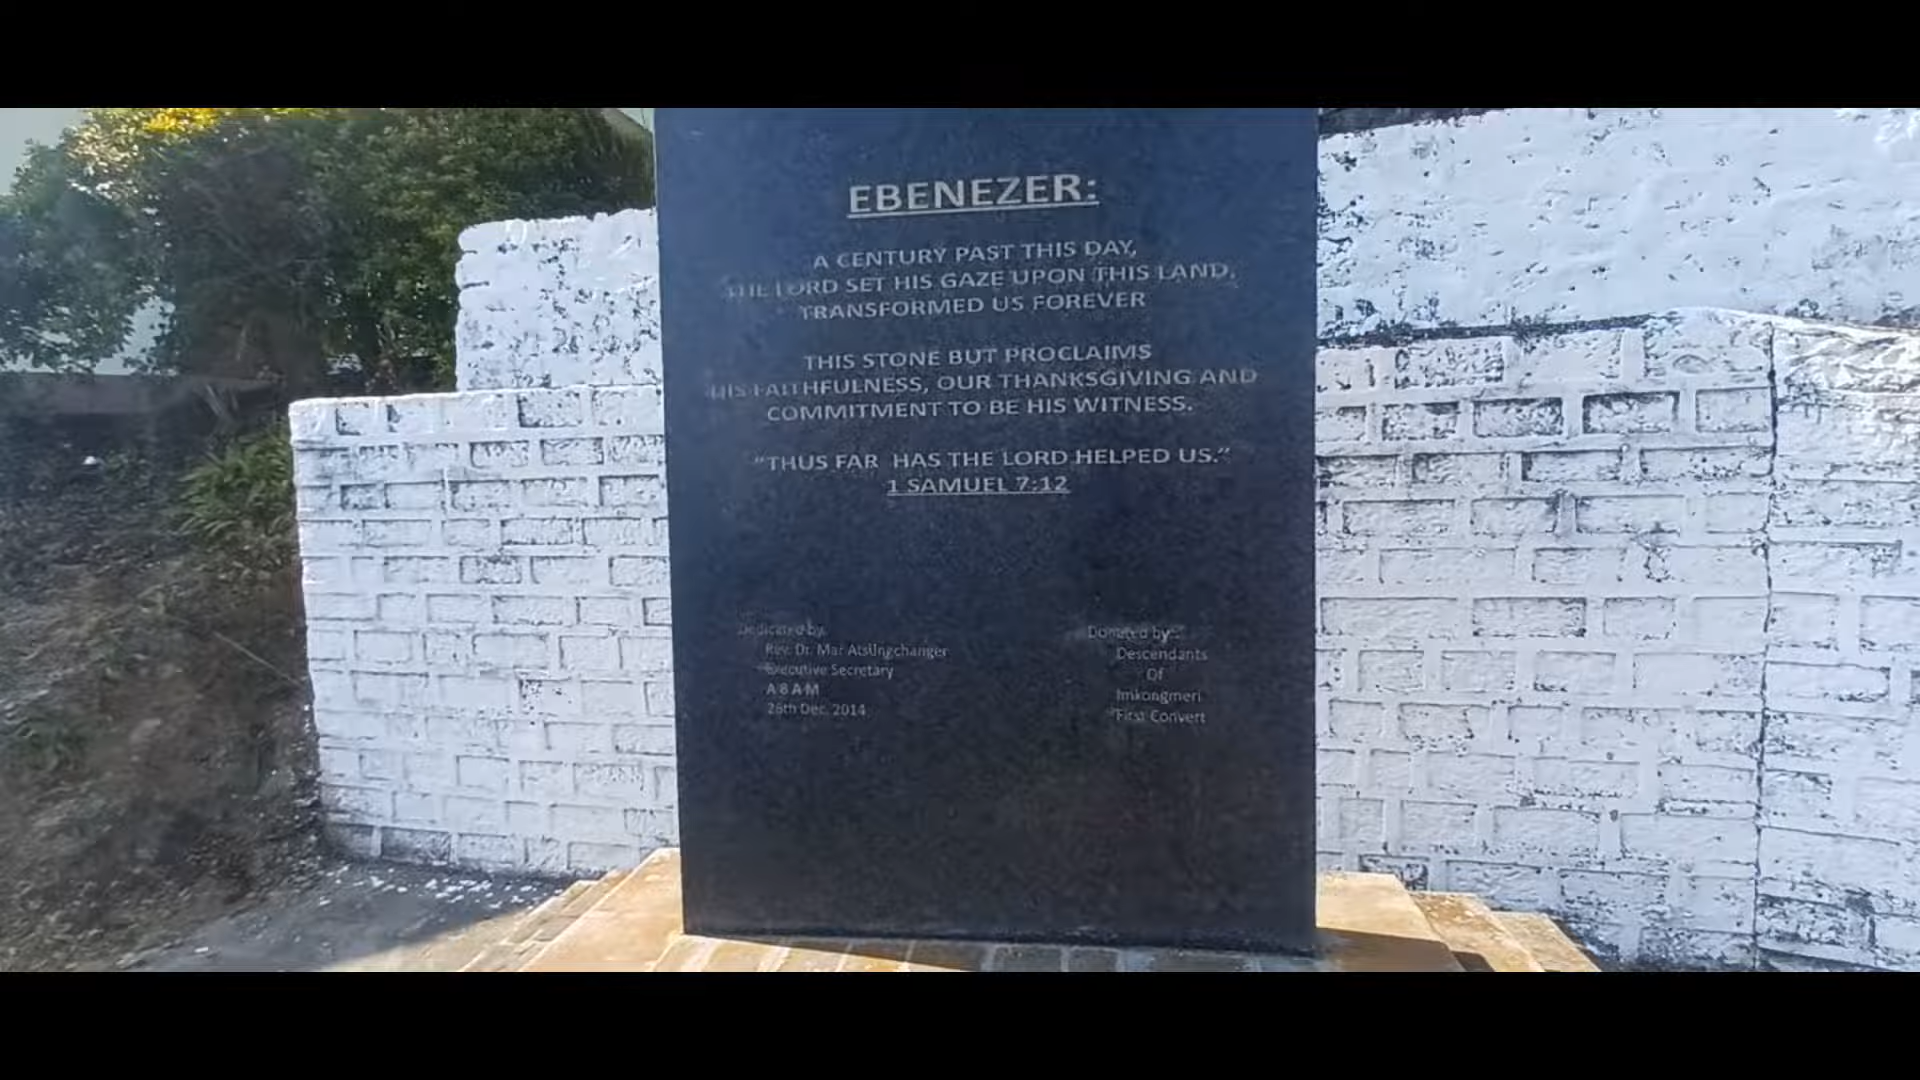 EBENEZER:
A CENTURY PAST THIS DAY,
THE LORD SET HIS GAZE UPON THIS LAND,
TRANSFORMED US FOREVER
THIS STONE BUT PROCLAIMS
HIS FAITHFULNESS, OUR THANKSGIVING AND
COMMITMENT TO BE HIS WITNESS.
"THUS FAR HAS THE LORD HELPED US."
1 SAMUEL 7:12
Dedicated by:
Rev. Dr. Mar Atsungchanger
Executive Secretary
A B A M
26th Dec. 2014
Donated by:
Descendants
Of
Imkongmeri
First Convert